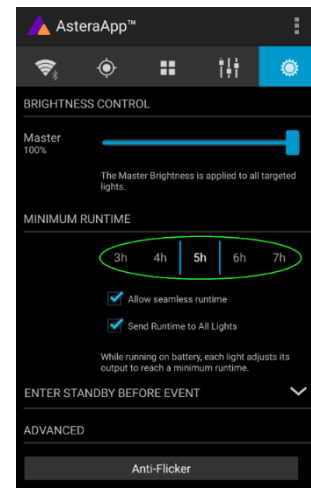 AsteraApp™
BRIGHTNESS CONTROL
Master
100%
The Master Brightness is applied to all targeted
lights.
MINIMUM RUNTIME
3h 4h 5h 6h 7h
Allow seamless runtime
Send Runtime to All Lights
While running on battery, each light adjusts its
output to reach a minimum runtime.
ENTER STANDBY BEFORE EVENT
ADVANCED
Anti-Flicker